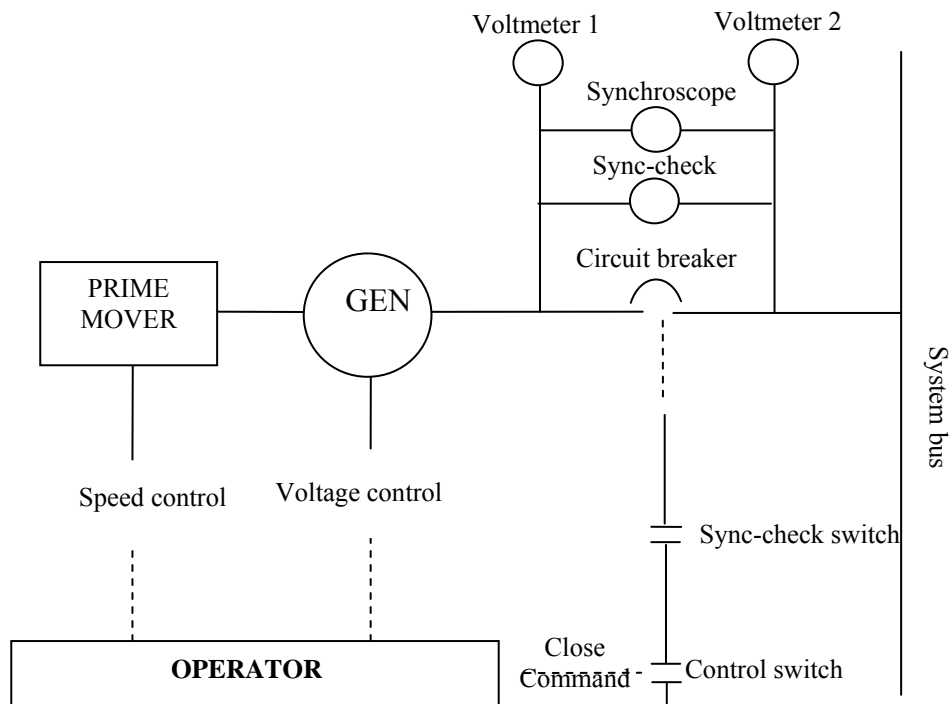 Voltmeter 1
Voltmeter 2
Synchroscope
Sync-check
Circuit breaker
PRIME
MOVER
GEN
System bus
Speed control
Voltage control
Sync-check switch
OPERATOR
Close
Command
Control switch